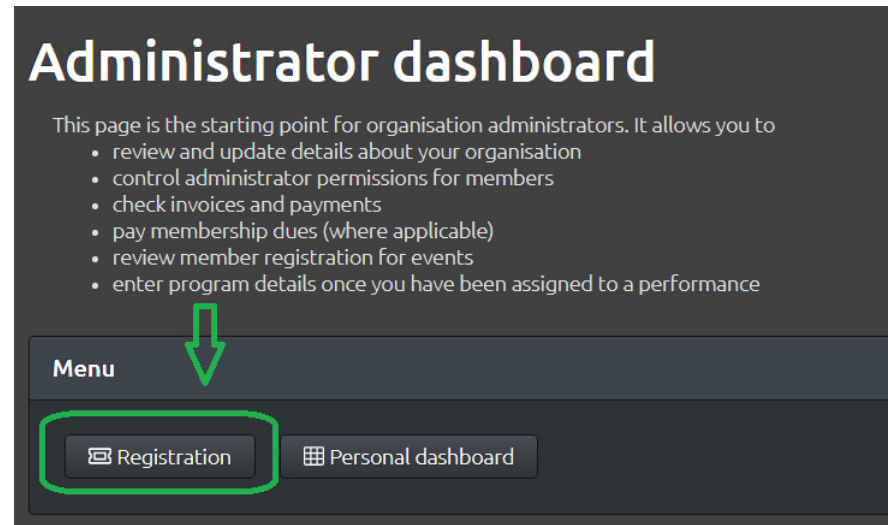 Administrator dashboard
This page is the starting point for organisation administrators. It allows you to
• review and update details about your organisation
• control administrator permissions for members
• check invoices and payments
• pay membership dues (where applicable)
• review member registration for events
• enter program details once you have been assigned to a performance
Menu
Registration
Personal dashboard